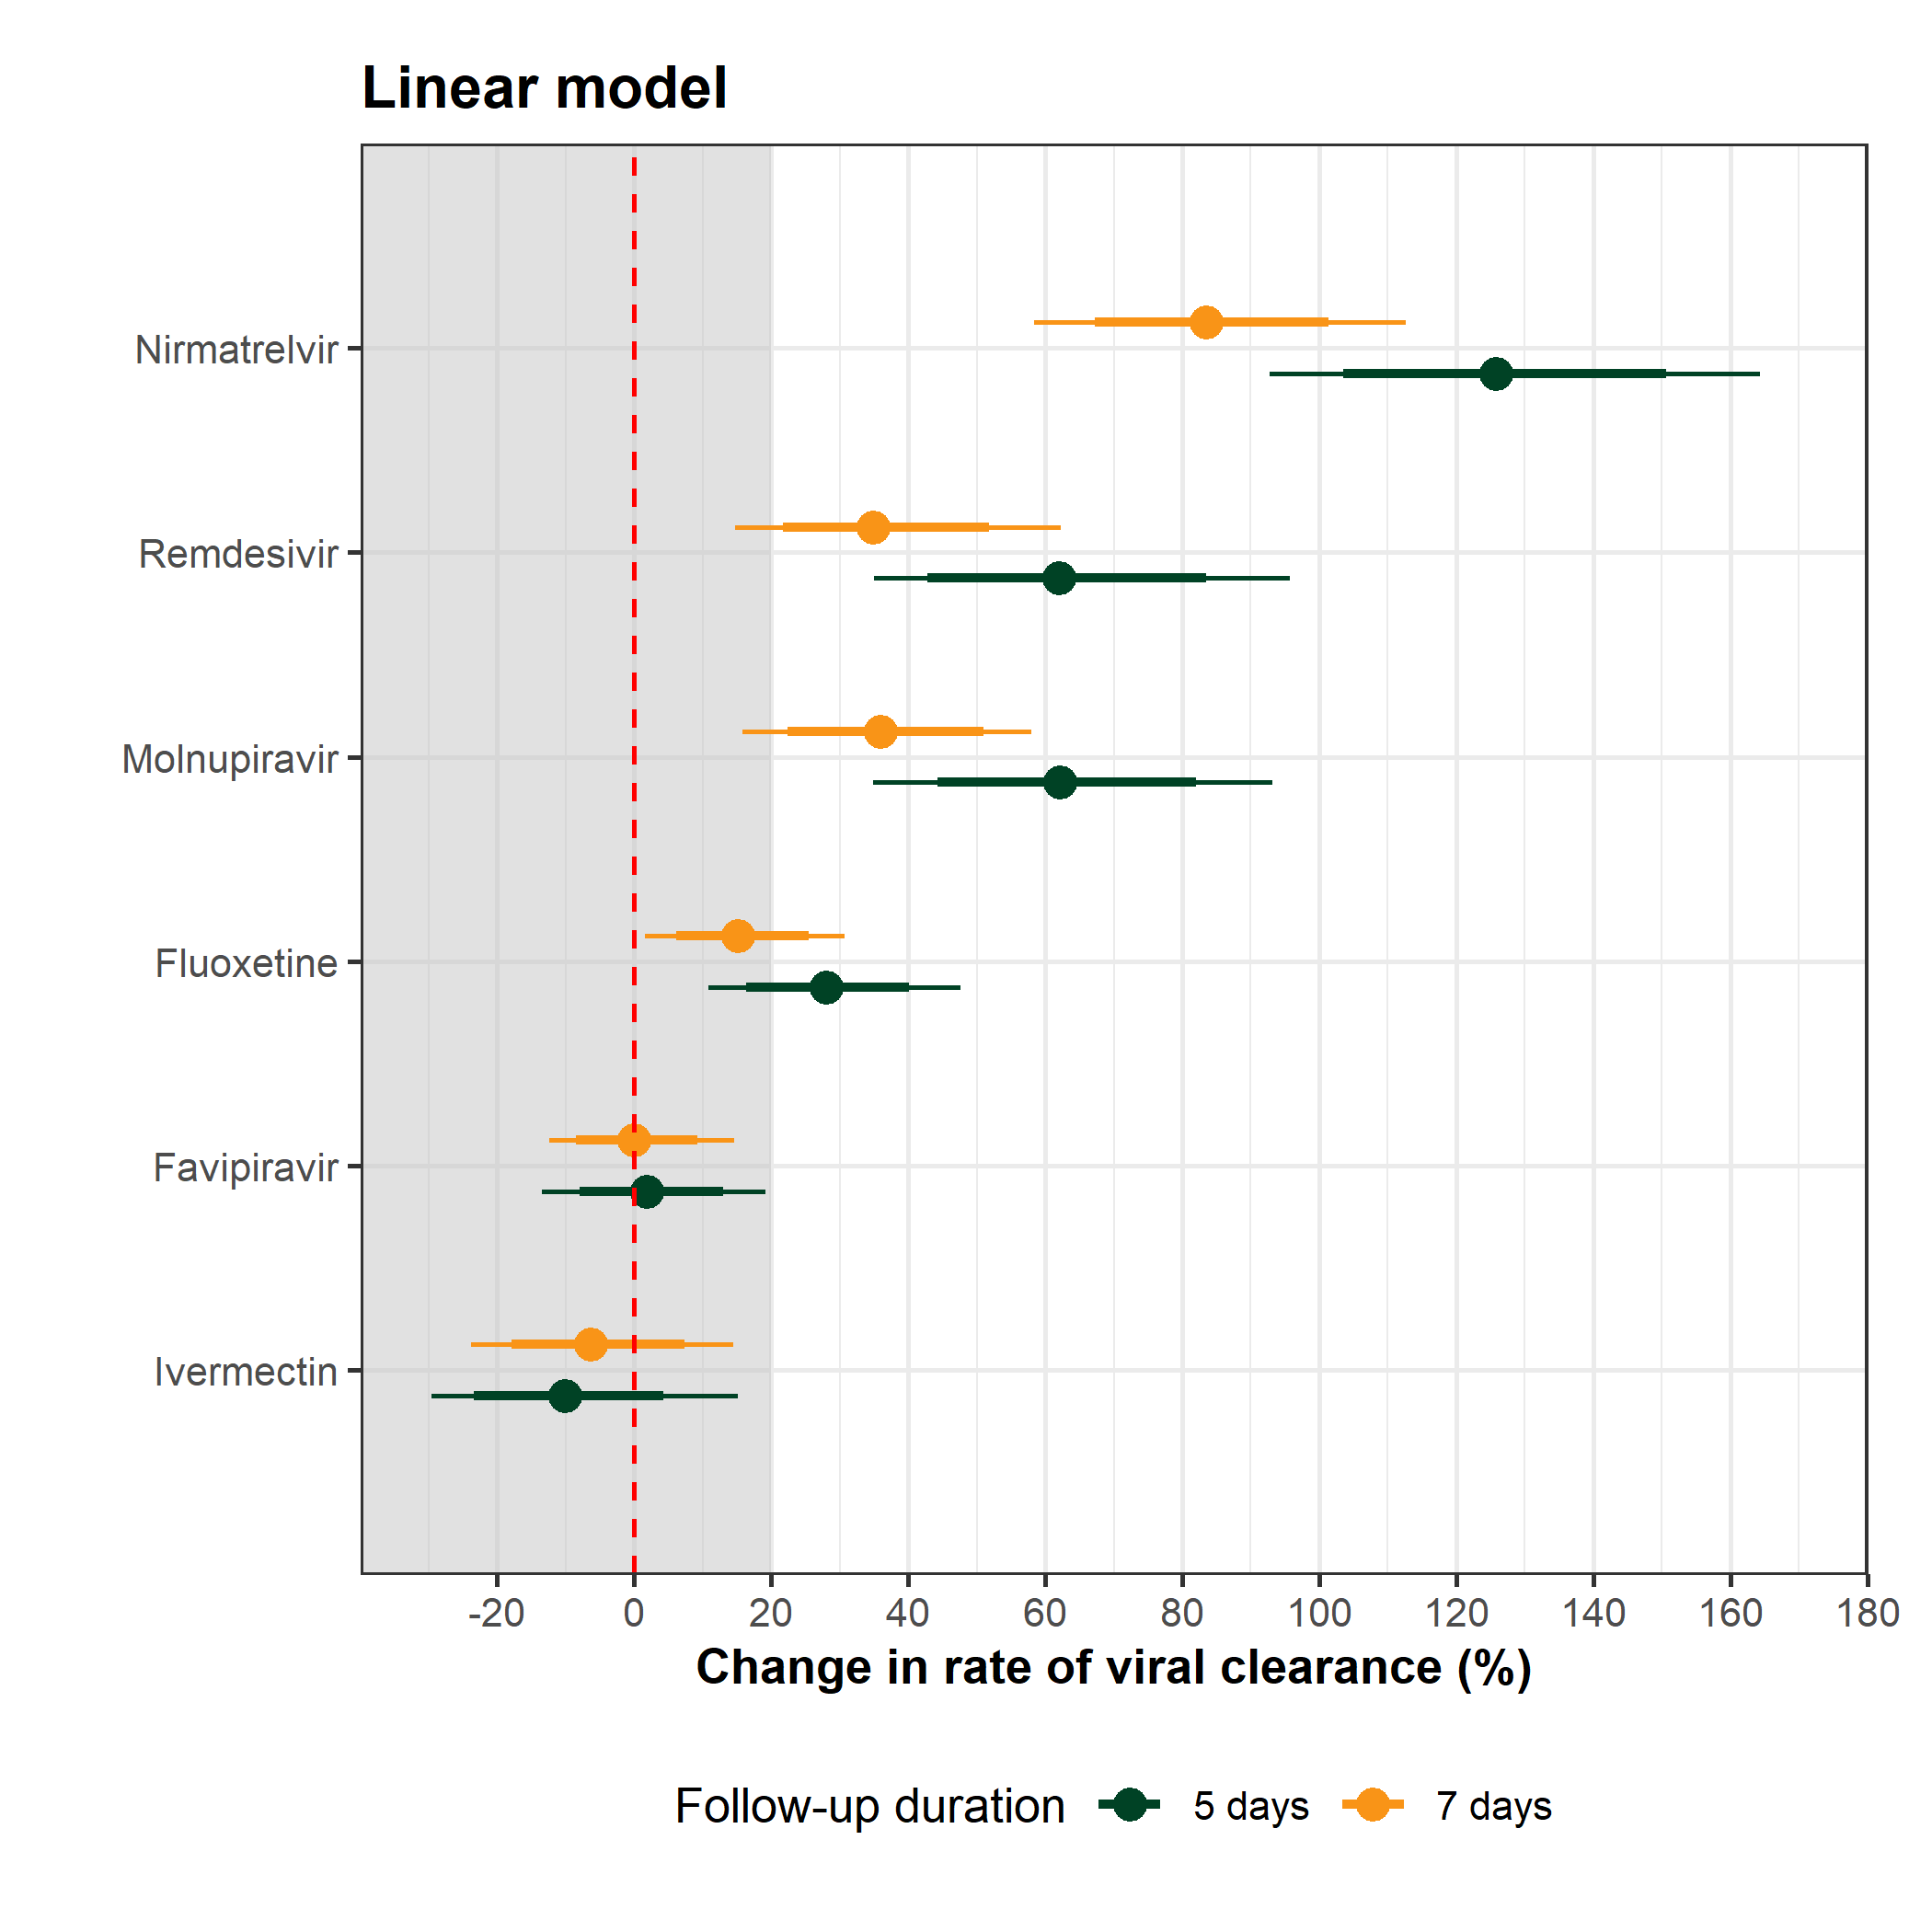 Linear model
Nirmatrelvir
Remdesivir
Molnupiravir
Fluoxetine
Favipiravir
Ivermectin
-20 0 20 40 60 80 100 120 140 160 180
Change in rate of viral clearance (%)
Follow-up duration 5 days 7 days